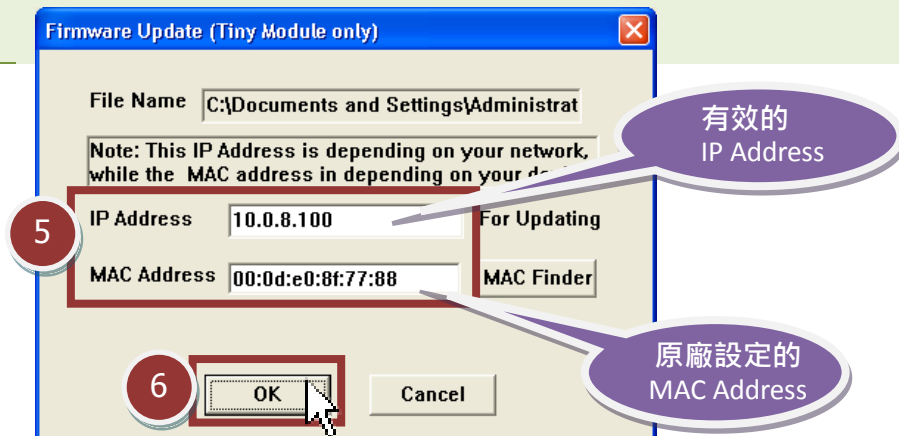 Firmware Update (Tiny Module only)
File Name C:\Documents and Settings\Administrat
有效的
IP Address
Note: This IP Address is depending on your network,
while the MAC address in depending on your
5
IP Address 10.0.8.100 For Updating
MAC Address 00:0d:e0:8f:77:88 MAC Finder
原廠設定的
MAC Address
6
OK Cancel